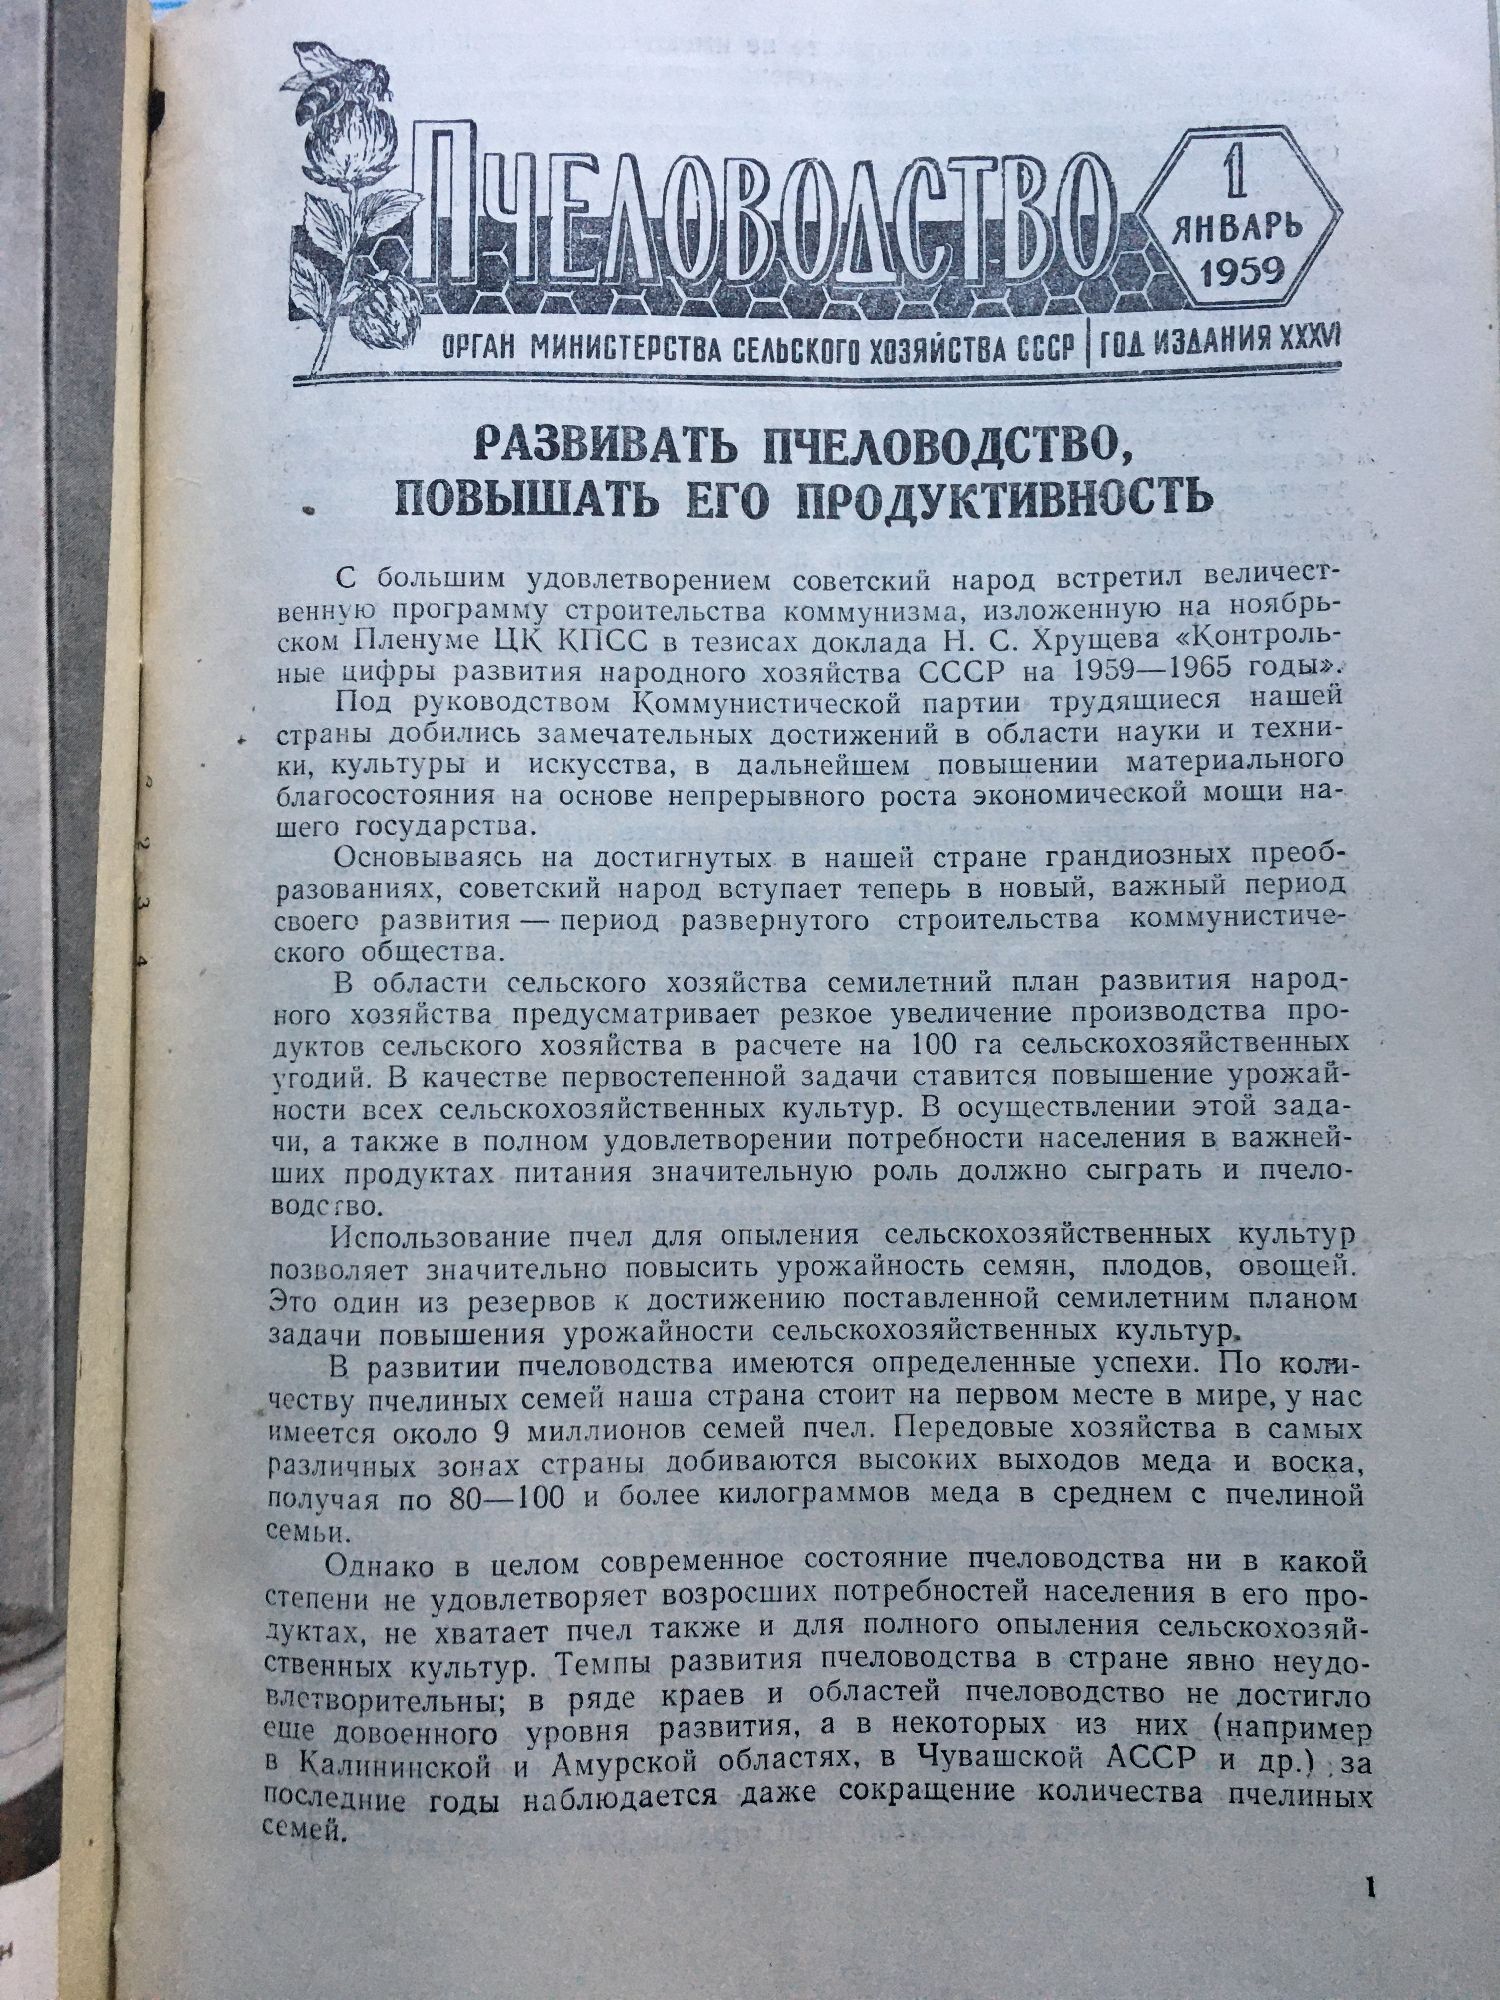 ПЧЕЛОВОДСТВО
1
ЯНВАРЬ
1959
ОРГАН МИНИСТЕРСТВА СЕЛЬСКОГО ХОЗЯЙСТВА СССР | ГОД ИЗДАНИЯ XXXVI
РАЗВИВАТЬ ПЧЕЛОВОДСТВО,
ПОВЫШАТЬ ЕГО ПРОДУКТИВНОСТЬ
С большим удовлетворением советский народ встретил величест-
венную программу строительства коммунизма, изложенную на ноябрь-
ском Пленуме ЦК КПСС в тезисах доклада Н. С. Хрущева «Контроль-
ные цифры развития народного хозяйства СССР на 1959—1965 годы».
Под руководством Коммунистической партии трудящиеся нашей
страны добились замечательных достижений в области науки и техни-
ки, культуры и искусства, в дальнейшем повышении материального
благосостояния на основе непрерывного роста экономической мощи на-
шего государства.
Основываясь на достигнутых в нашей стране грандиозных преоб-
разованиях, советский народ вступает теперь в новый, важный период
своего развития — период развернутого строительства коммунистиче-
ского общества.
В области сельского хозяйства семилетний план развития народ-
ного хозяйства предусматривает резкое увеличение производства про-
дуктов сельского хозяйства в расчете на 100 га сельскохозяйственных
угодий. В качестве первостепенной задачи ставится повышение урожай-
ности всех сельскохозяйственных культур. В осуществлении этой зада-
чи, а также в полном удовлетворении потребности населения в важней-
ших продуктах питания значительную роль должно сыграть и пчело-
водство.
Использование пчел для опыления сельскохозяйственных культур
позволяет значительно повысить урожайность семян, плодов, овощей.
Это один из резервов к достижению поставленной семилетним планом
задачи повышения урожайности сельскохозяйственных культур.
В развитии пчеловодства имеются определенные успехи. По коли-
честву пчелиных семей наша страна стоит на первом месте в мире, у нас
имеется около 9 миллионов семей пчел. Передовые хозяйства в самых
различных зонах страны добиваются высоких выходов меда и воска,
получая по 80—100 и более килограммов меда в среднем с пчелиной
семьи.
Однако в целом современное состояние пчеловодства ни в какой
степени не удовлетворяет возросших потребностей населения в его про-
дуктах, не хватает пчел также и для полного опыления сельскохозяй-
ственных культур. Темпы развития пчеловодства в стране явно неудо-
влетворительны; в ряде краев и областей пчеловодство не достигло
еще довоенного уровня развития, а в некоторых из них (например
в Калининской и Амурской областях, в Чувашской АССР и др.) за
последние годы наблюдается даже сокращение количества пчелиных
семей.
1